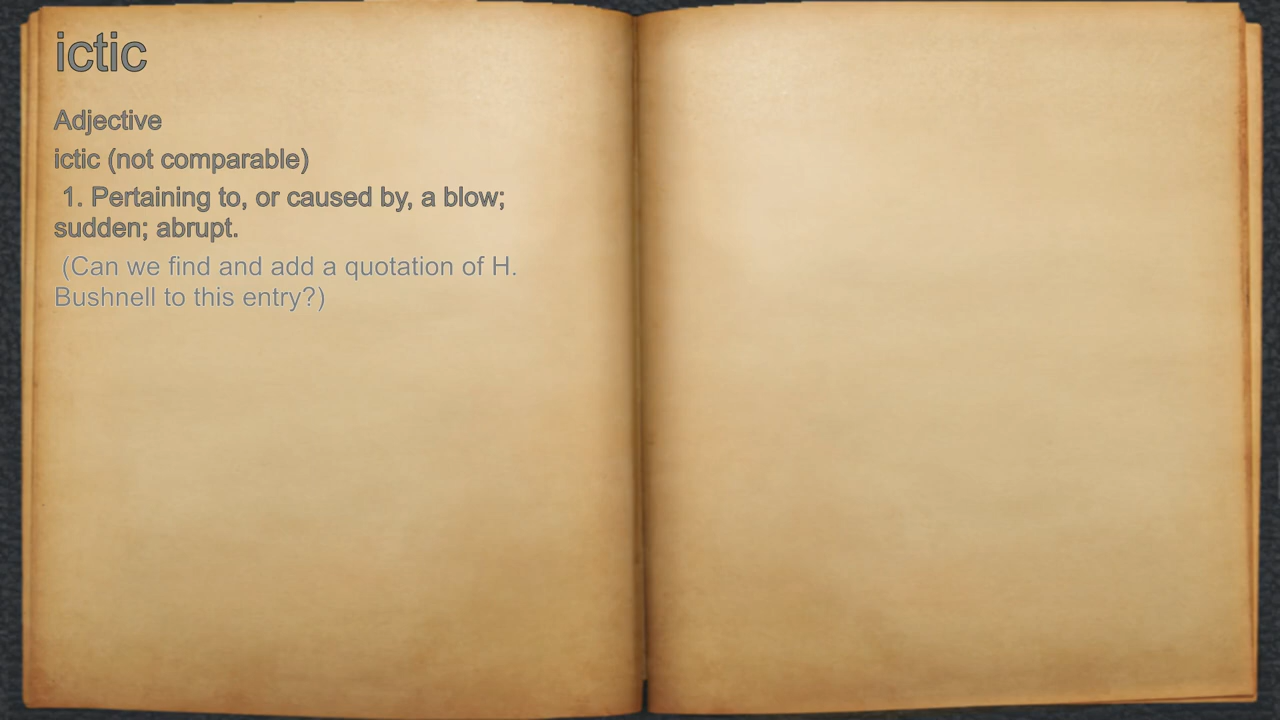 ictic
Adjective
ictic (not comparable)
1. Pertaining to, or caused by, a blow;
sudden; abrupt.
(Can we find and add a quotation of H.
Bushnell to this entry?)